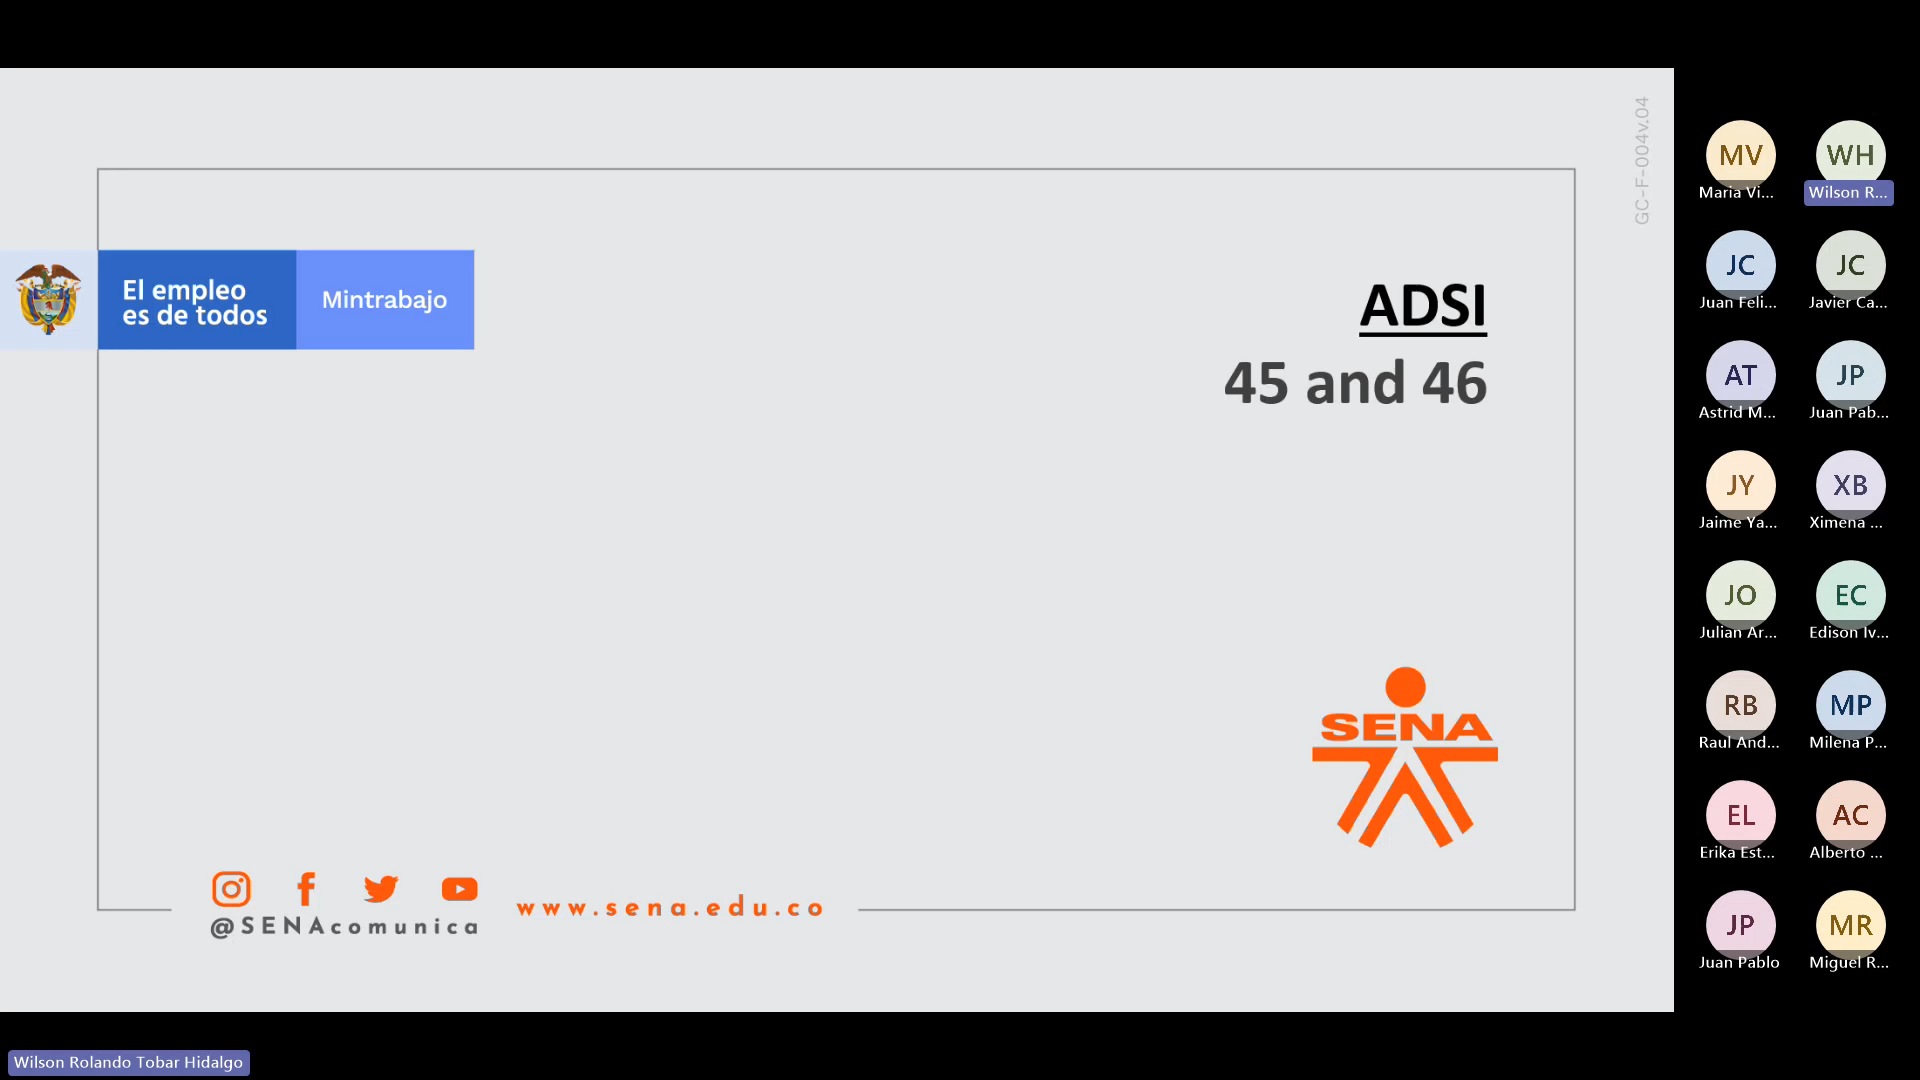 GC-F-004v.04
El empleo
es de todos
Mintrabajo
ADSI
45 and 46
SENA
@SENAcomunica
www.sena.edu.co
MV
Maria Vi...
WH
Wilson R...
JC
Juan Feli...
JC
Javier Ca...
AT
Astrid M...
JP
Juan Pab...
JY
Jaime Ya...
XB
Ximena ...
JO
Julian Ar...
EC
Edison Iv...
RB
Raul And...
MP
Milena P...
EL
Erika Est...
AC
Alberto ...
JP
Juan Pablo
MR
Miguel R...
Wilson Rolando Tobar Hidalgo